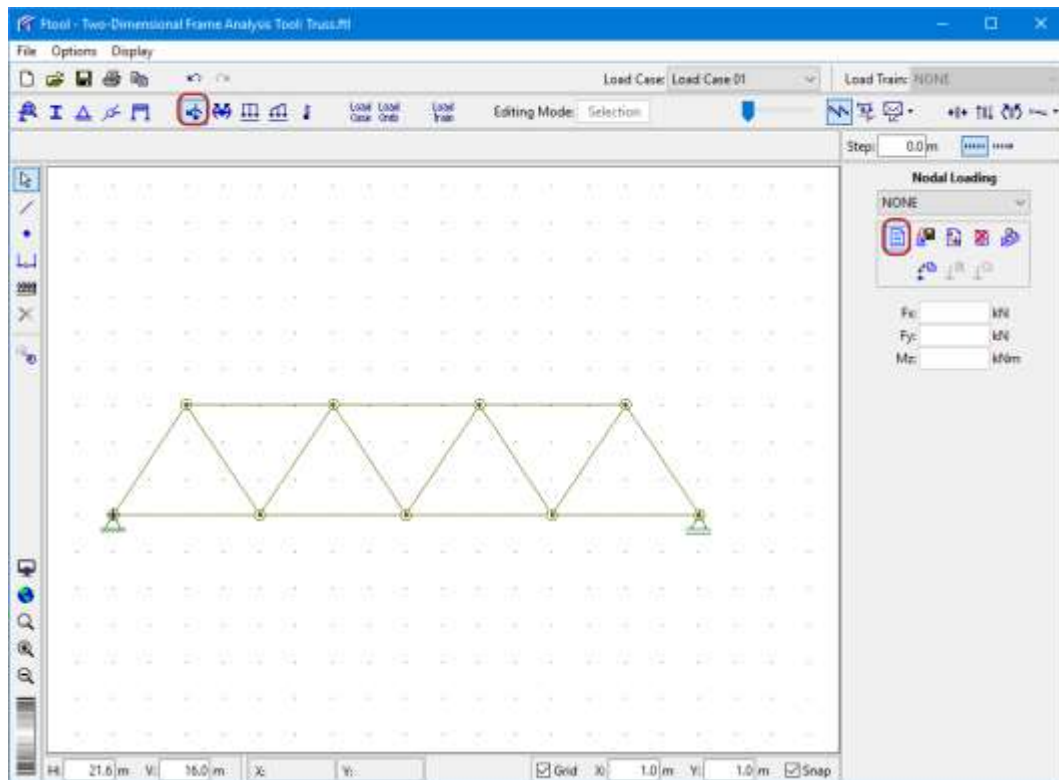 Ftool - Two-Dimensional Frame Analysis Tool: Truss.ftl
File Options Display
Load Case: Load Case 01
Load Train: NONE
Load Case
Load Cmb
Load Train
Editing Mode: Selection
Step: 0.0 m
Nodal Loading
NONE
Fx: kN
Fy: kN
Mz: kNm
H: 21.6 m V: 16.0 m X: Y: Grid X: 1.0 m Y: 1.0 m Snap